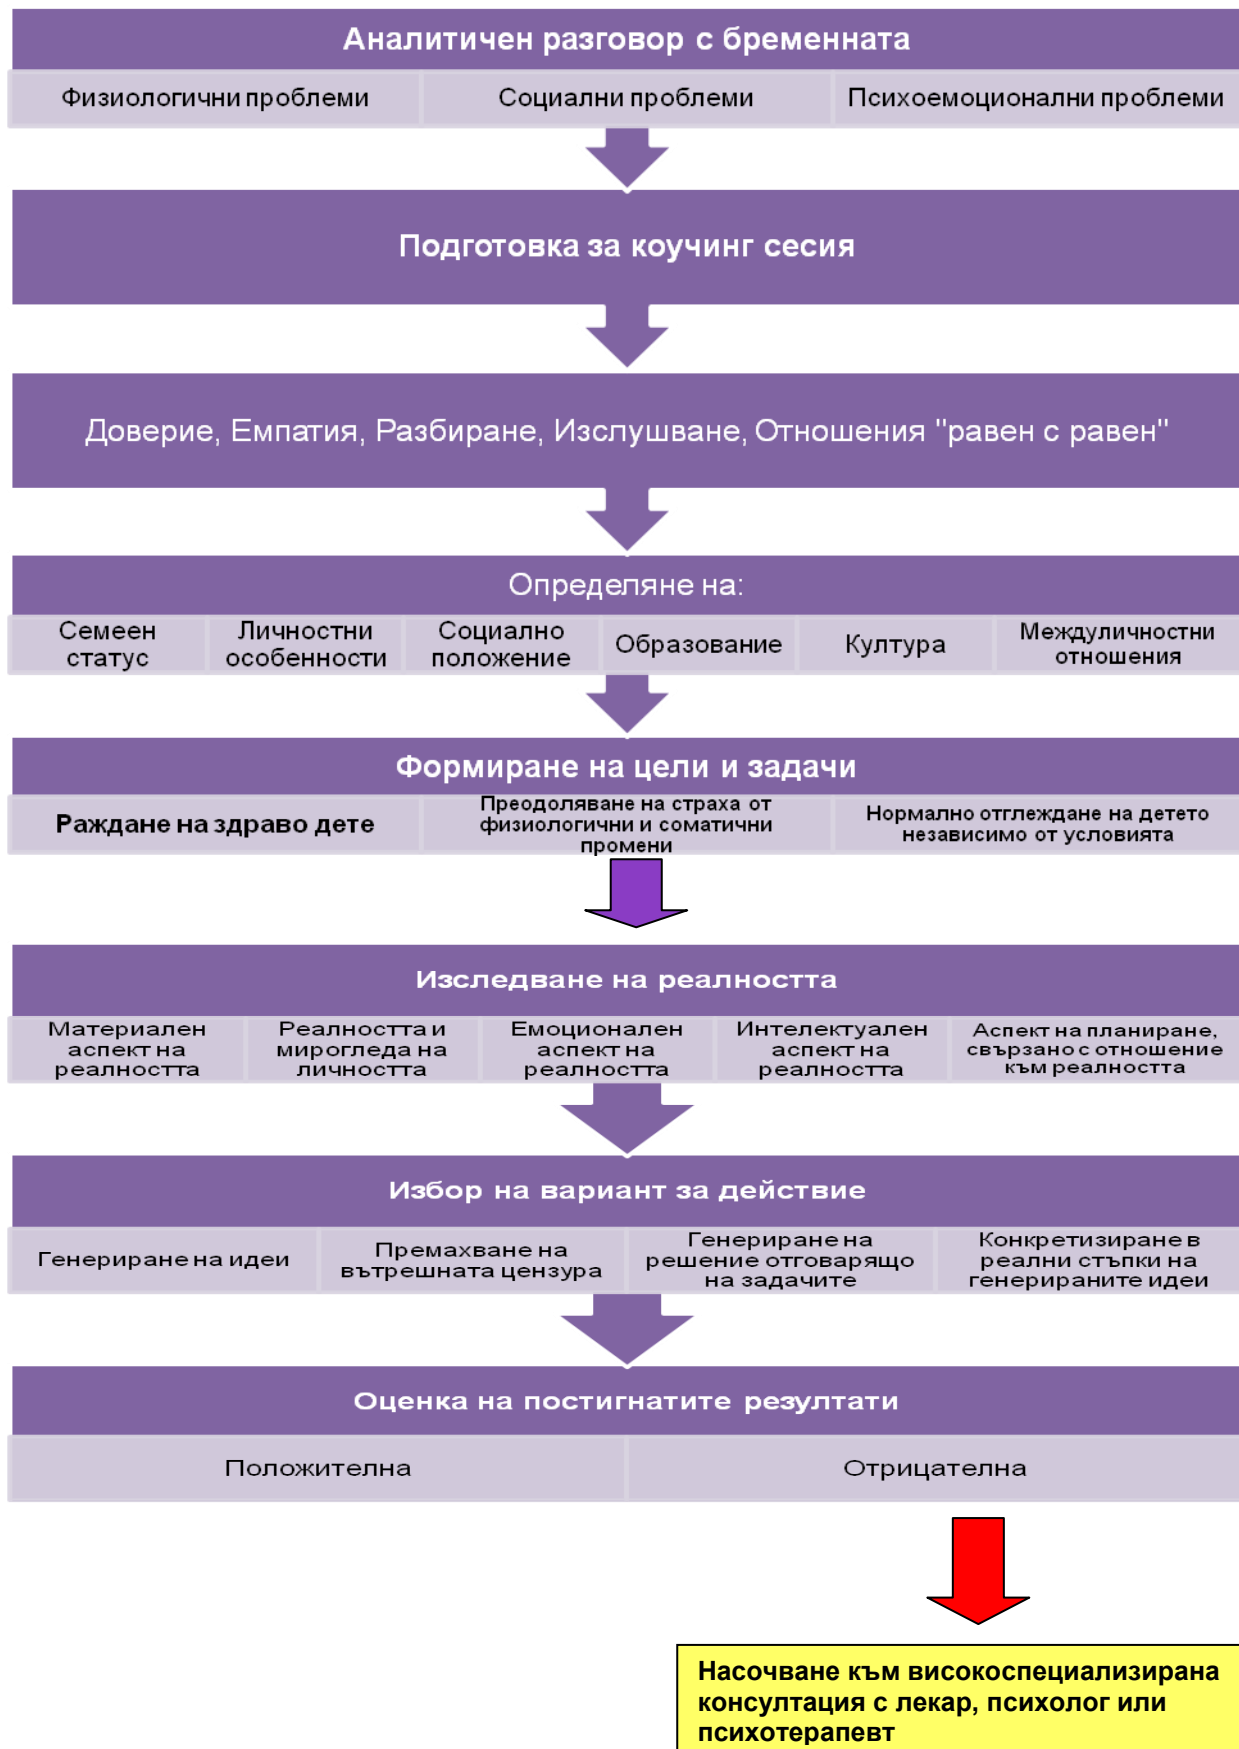 Аналитичен разговор с бременната
Физиологични проблеми
Социални проблеми
Психоемоционални проблеми
Подготовка за коучинг сесия
Доверие, Емпатия, Разбиране, Изслушване, Отношения "равен с равен"
Определяне на:
Семеен
статус
Личностни
особенности
Социално
положение
Образование
Култура
Междуличностни
отношения
Формиране на цели и задачи
Раждане на здраво дете
Преодоляване на страха от
физиологични и соматични
промени
Нормално отглеждане на детето
независимо от условията
Изследване на реалността
Материален
аспект на
реалността
Реалността и
мирогледа на
личността
Емоционален
аспект на
реалността
Интелектуален
аспект на
реалността
Аспект на планиране,
свързано с отношение
към реалността
Избор на вариант за действие
Генериране на идеи
Премахване на
вътрешната цензура
Генериране на
решение отговарящо
на задачите
Конкретизиране в
реални стъпки на
генерираните идеи
Оценка на постигнатите резултати
Положителна
Отрицателна
Насочване към високоспециализирана
консултация с лекар, психолог или
психотерапевт